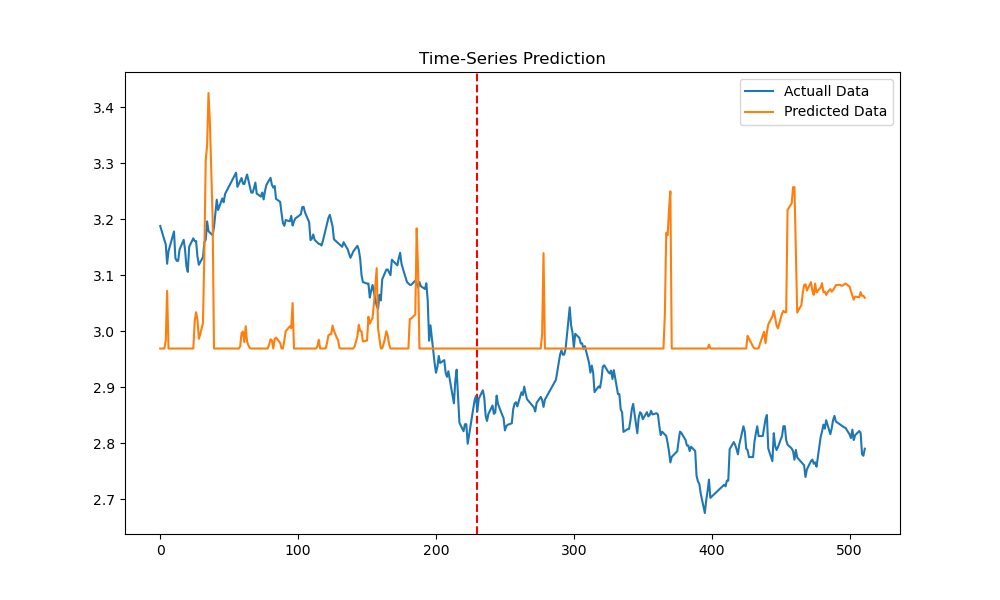 Time-Series Prediction
Actuall Data
Predicted Data
3.4
3.3
3.2
3.1
3.0
2.9
2.8
2.7
0 100 200 300 400 500